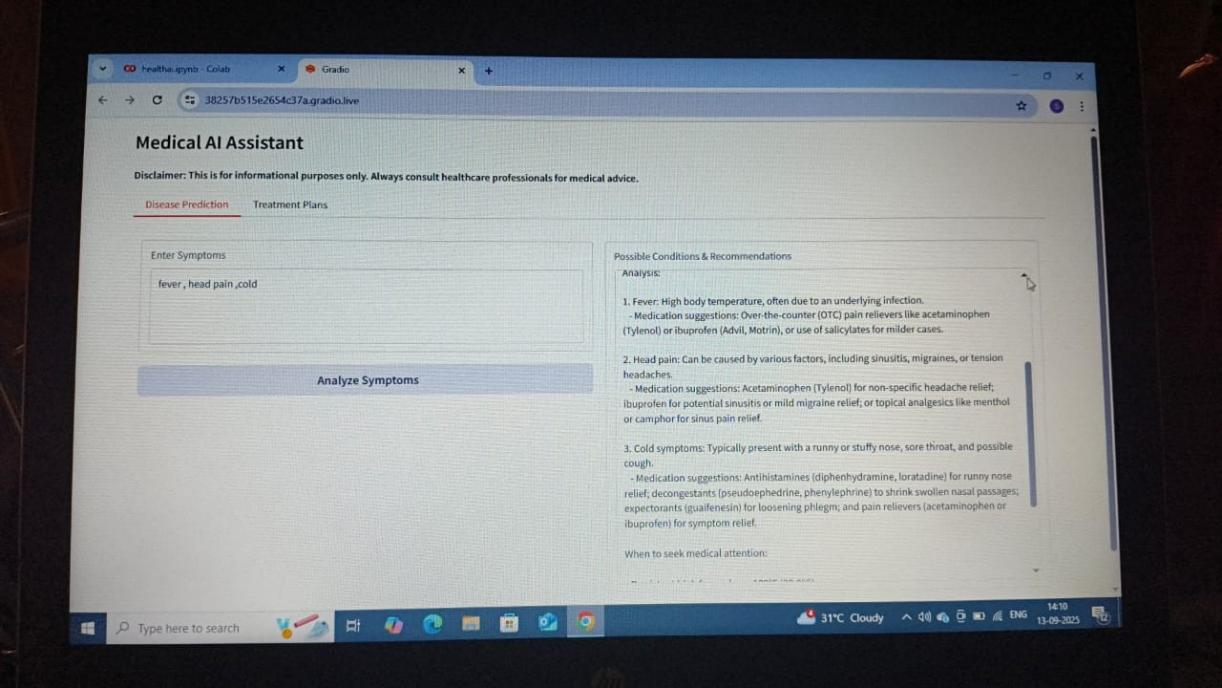 healthai.ipynb - Colab
Gradio
38257b515e2654c37a.gradio.live
Medical AI Assistant
Disclaimer: This is for informational purposes only. Always consult healthcare professionals for medical advice.
Disease Prediction
Treatment Plans
Enter Symptoms
fever , head pain ,cold
Analyze Symptoms
Possible Conditions & Recommendations
Analysis:
1. Fever: High body temperature, often due to an underlying infection.
- Medication suggestions: Over-the-counter (OTC) pain relievers like acetaminophen
(Tylenol) or ibuprofen (Advil, Motrin), or use of salicylates for milder cases.
2. Head pain: Can be caused by various factors, including sinusitis, migraines, or tension
headaches.
- Medication suggestions: Acetaminophen (Tylenol) for non-specific headache relief;
ibuprofen for potential sinusitis or mild migraine relief; or topical analgesics like menthol
or camphor for sinus pain relief.
3. Cold symptoms: Typically present with a runny or stuffy nose, sore throat, and possible
cough.
- Medication suggestions: Antihistamines (diphenhydramine, loratadine) for runny nose
relief; decongestants (pseudoephedrine, phenylephrine) to shrink swollen nasal passages;
expectorants (guaifenesin) for loosening phlegm; and pain relievers (acetaminophen or
ibuprofen) for symptom relief.
When to seek medical attention:
Type here to search
31°C Cloudy
ENG
14:10
13-09-2025
hp